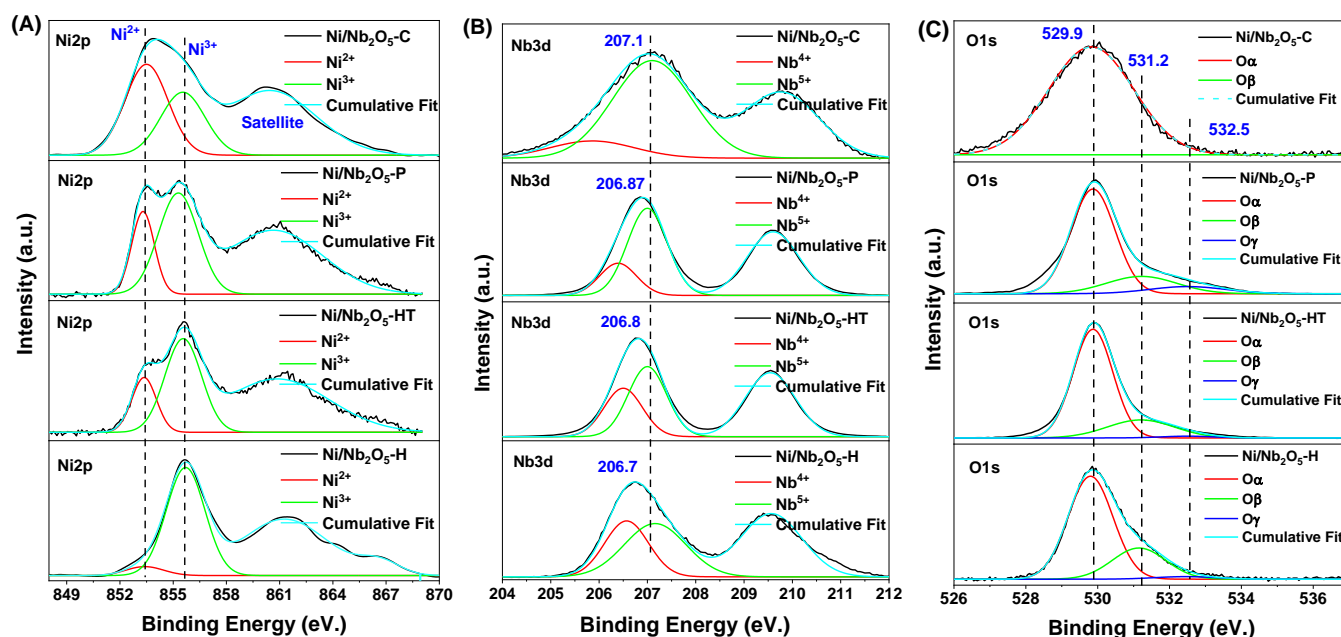 (A)
Ni2p
Ni²⁺
Ni³⁺
Ni/Nb₂O₅-C
Ni²⁺
Ni³⁺
Cumulative Fit
Satellite
Ni2p
Ni/Nb₂O₅-P
Ni²⁺
Ni³⁺
Cumulative Fit
Ni2p
Ni/Nb₂O₅-HT
Ni²⁺
Ni³⁺
Cumulative Fit
Ni2p
Ni/Nb₂O₅-H
Ni²⁺
Ni³⁺
Cumulative Fit
849 852 855 858 861 864 867 870
Binding Energy (eV.)
Intensity (a.u.)
(B)
Nb3d
207.1
Ni/Nb₂O₅-C
Nb⁴⁺
Nb⁵⁺
Cumulative Fit
Nb3d
206.87
Ni/Nb₂O₅-P
Nb⁴⁺
Nb⁵⁺
Cumulative Fit
Nb3d
206.8
Ni/Nb₂O₅-HT
Nb⁴⁺
Nb⁵⁺
Cumulative Fit
Nb3d
206.7
Ni/Nb₂O₅-H
Nb⁴⁺
Nb⁵⁺
Cumulative Fit
204 205 206 207 208 209 210 211 212
Binding Energy (eV.)
Intensity (a.u.)
(C)
O1s
529.9
531.2
532.5
Ni/Nb₂O₅-C
Oα
Oβ
Cumulative Fit
O1s
Ni/Nb₂O₅-P
Oα
Oβ
Oγ
Cumulative Fit
O1s
Ni/Nb₂O₅-HT
Oα
Oβ
Oγ
Cumulative Fit
O1s
Ni/Nb₂O₅-H
Oα
Oβ
Oγ
Cumulative Fit
526 528 530 532 534 536
Binding Energy (eV.)
Intensity (a.u.)